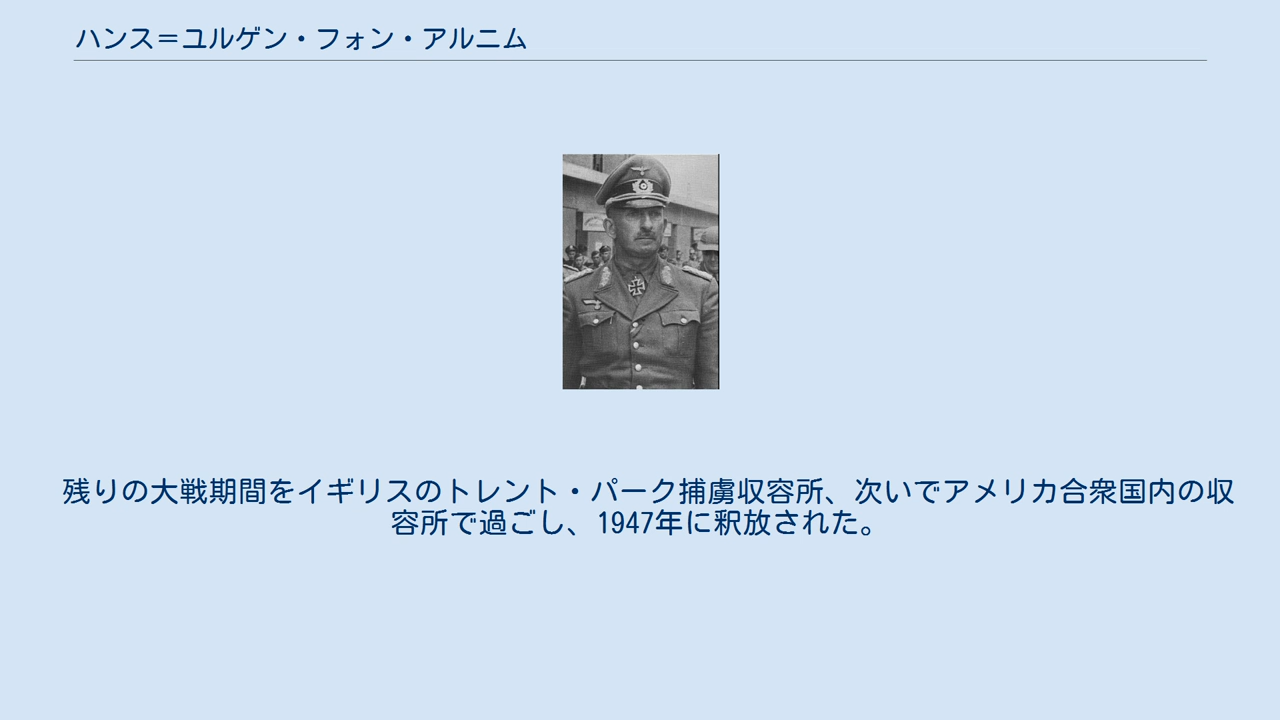 ハンス＝ユルゲン・フォン・アルニム
残りの大戦期間をイギリスのトレント・パーク捕虜収容所、次いでアメリカ合衆国内の収
容所で過ごし、1947年に釈放された。